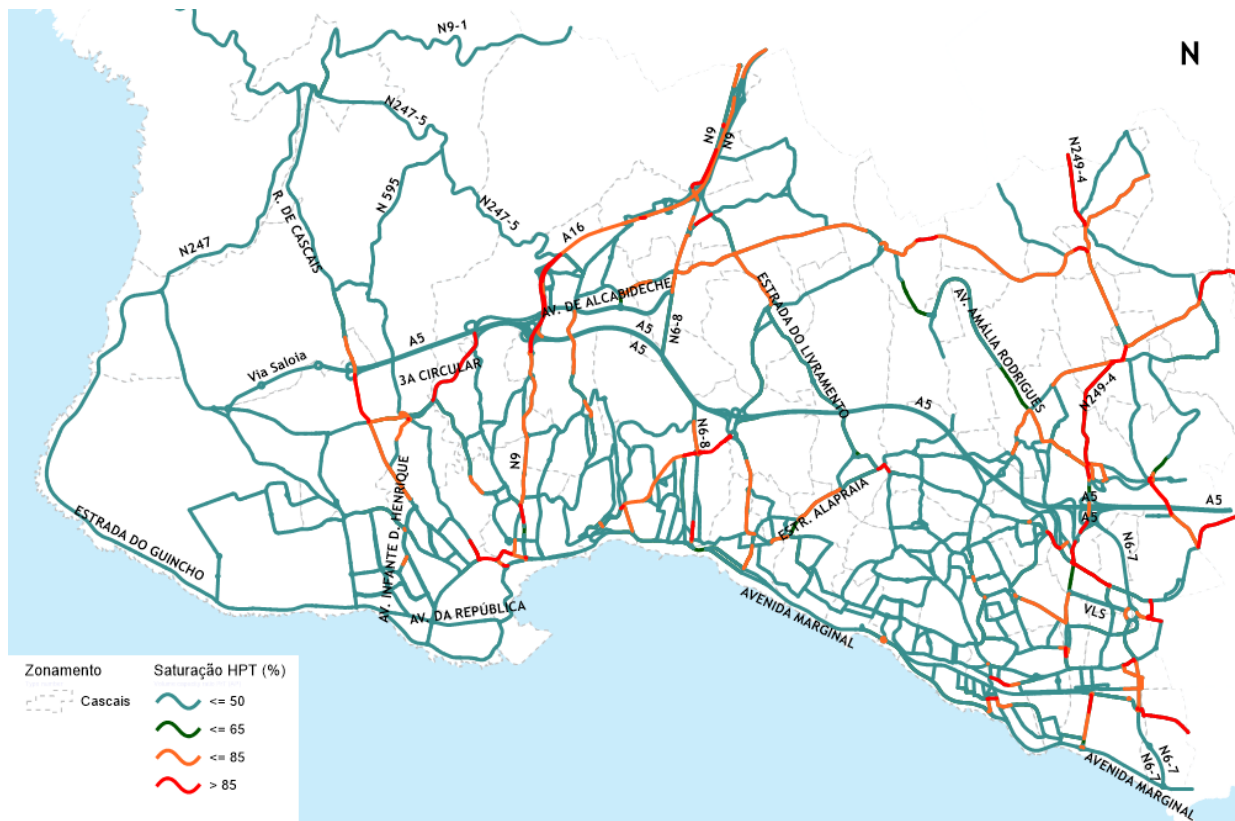 N9-1
N
N247-5
N9
N9
N249-4
N 595
R. DE CASCAIS
N247-5
A16
N247
AV. DE ALCABIDECHE
ESTRADA DO LIVRAMENTO
AV. AMÁLIA RODRIGUES
A5
A5
A5
N6-8
Via Saloia
3A CIRCULAR
N249-4
A5
N6-8
N9
AV. INFANTE D. HENRIQUE
ESTR. ALAPRAIA
A5
A5
A5
ESTRADA DO GUINCHO
N6-7
AV. DA REPÚBLICA
AVENIDA MARGINAL
VLS
N6-7
N6-7
AVENIDA MARGINAL
Zonamento
Cascais
Saturação HPT (%)
<= 50
<= 65
<= 85
> 85